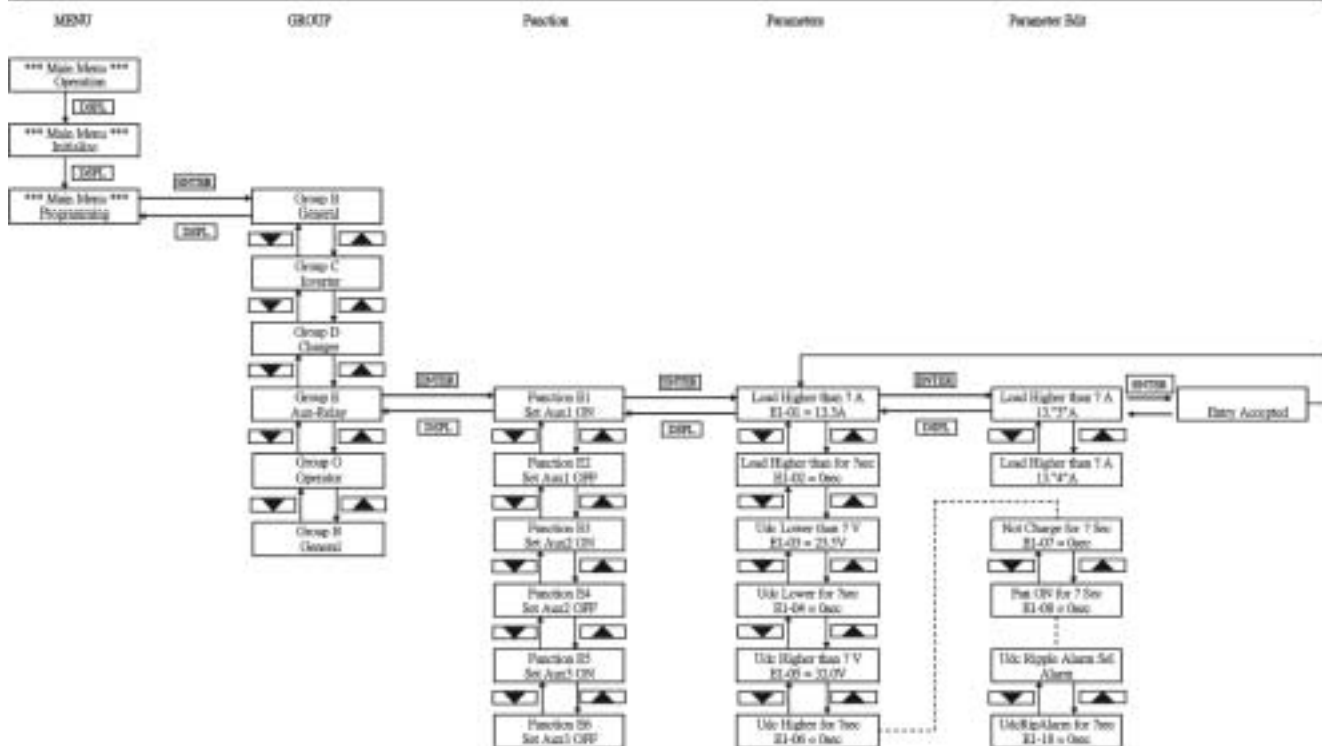 MENU GROUP Function Parameters Parameter Edit
*** Main Menu ***
Operation
DSPL
*** Main Menu ***
Initialize
DSPL
*** Main Menu ***
Programming
ENTER
DSPL
Group B
General
Group C
Inverter
Group D
Charger
Group E
Aux-Relay
Group O
Operator
Group B
General
ENTER
DSPL
Function E1
Set Aux1 ON
Function E2
Set Aux1 OFF
Function E3
Set Aux2 ON
Function E4
Set Aux2 OFF
Function E5
Set Aux3 ON
Function E6
Set Aux3 OFF
ENTER
DSPL
Load Higher than ? A
E1-01 = 13.3A
Load Higher than for ?sec
E1-02 = 0sec
Udc Lower than ? V
E1-03 = 23.5V
Udc Lower for ?sec
E1-04 = 0sec
Udc Higher than ? V
E1-05 = 32.0V
Udc Higher for ?sec
E1-06 = 0sec
ENTER
DSPL
Load Higher than ? A
13."3"A
Load Higher than ? A
13."4"A
Not Charge for ? Sec
E1-07 = 0sec
Fan ON for ? Sec
E1-08 = 0sec
Udc Ripple Alarm Sel.
Alarm
UdcRipAlarm for ?sec
E1-10 = 0sec
ENTER
Entry Accepted